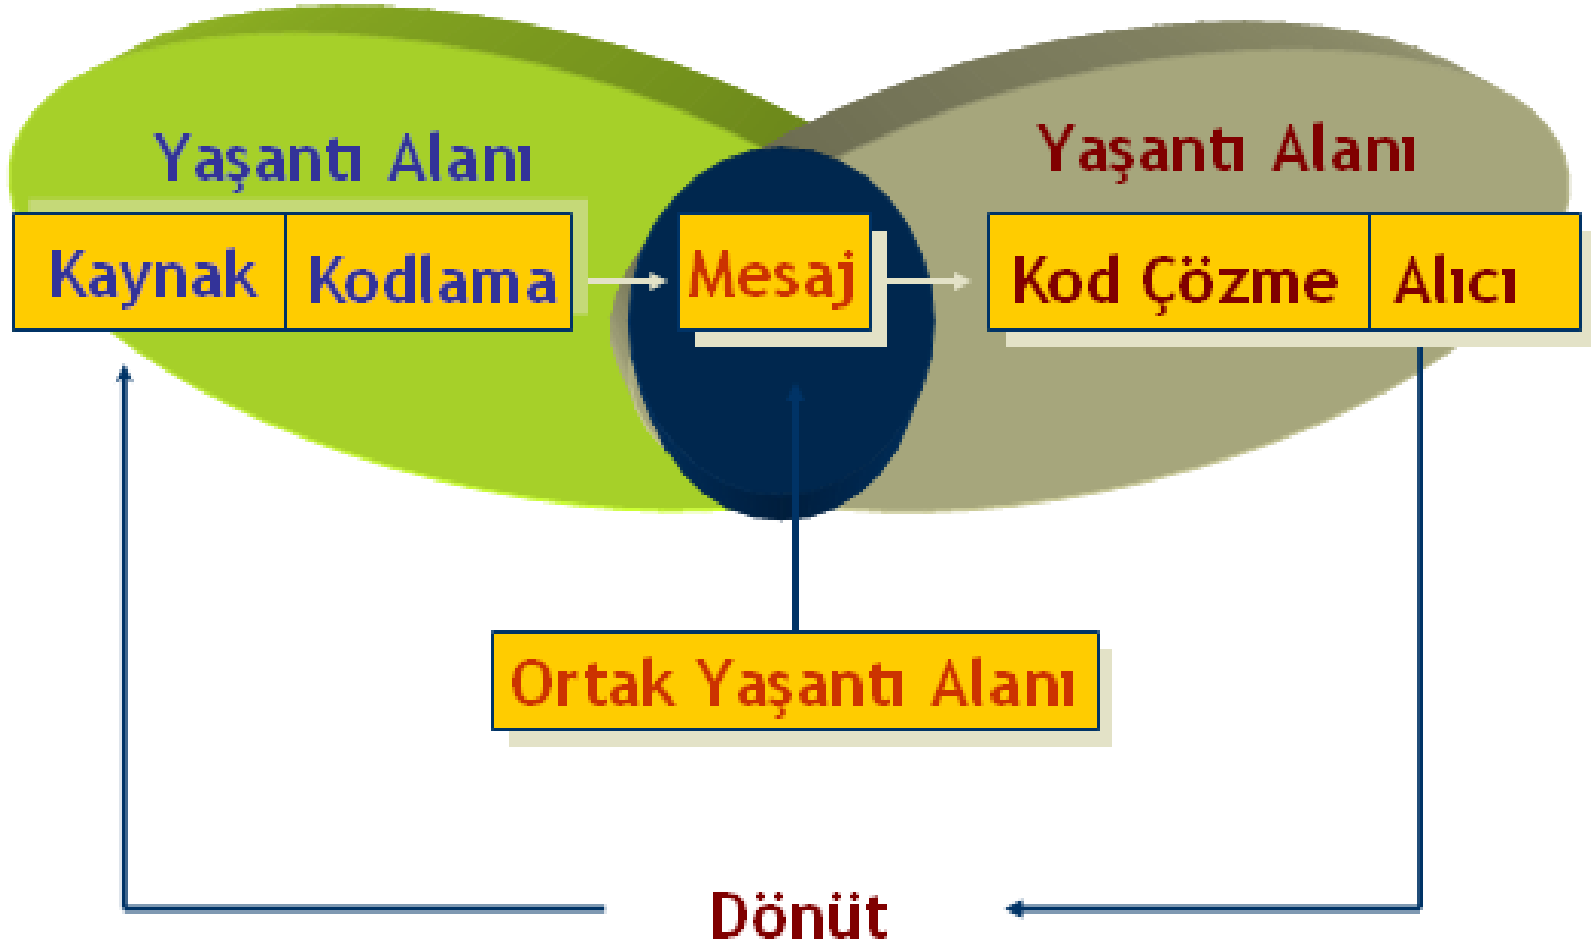 Yaşantı Alanı
Yaşantı Alanı
Kaynak
Kodlama
Mesaj
Kod Çözme
Alıcı
Ortak Yaşantı Alanı
Dönüt